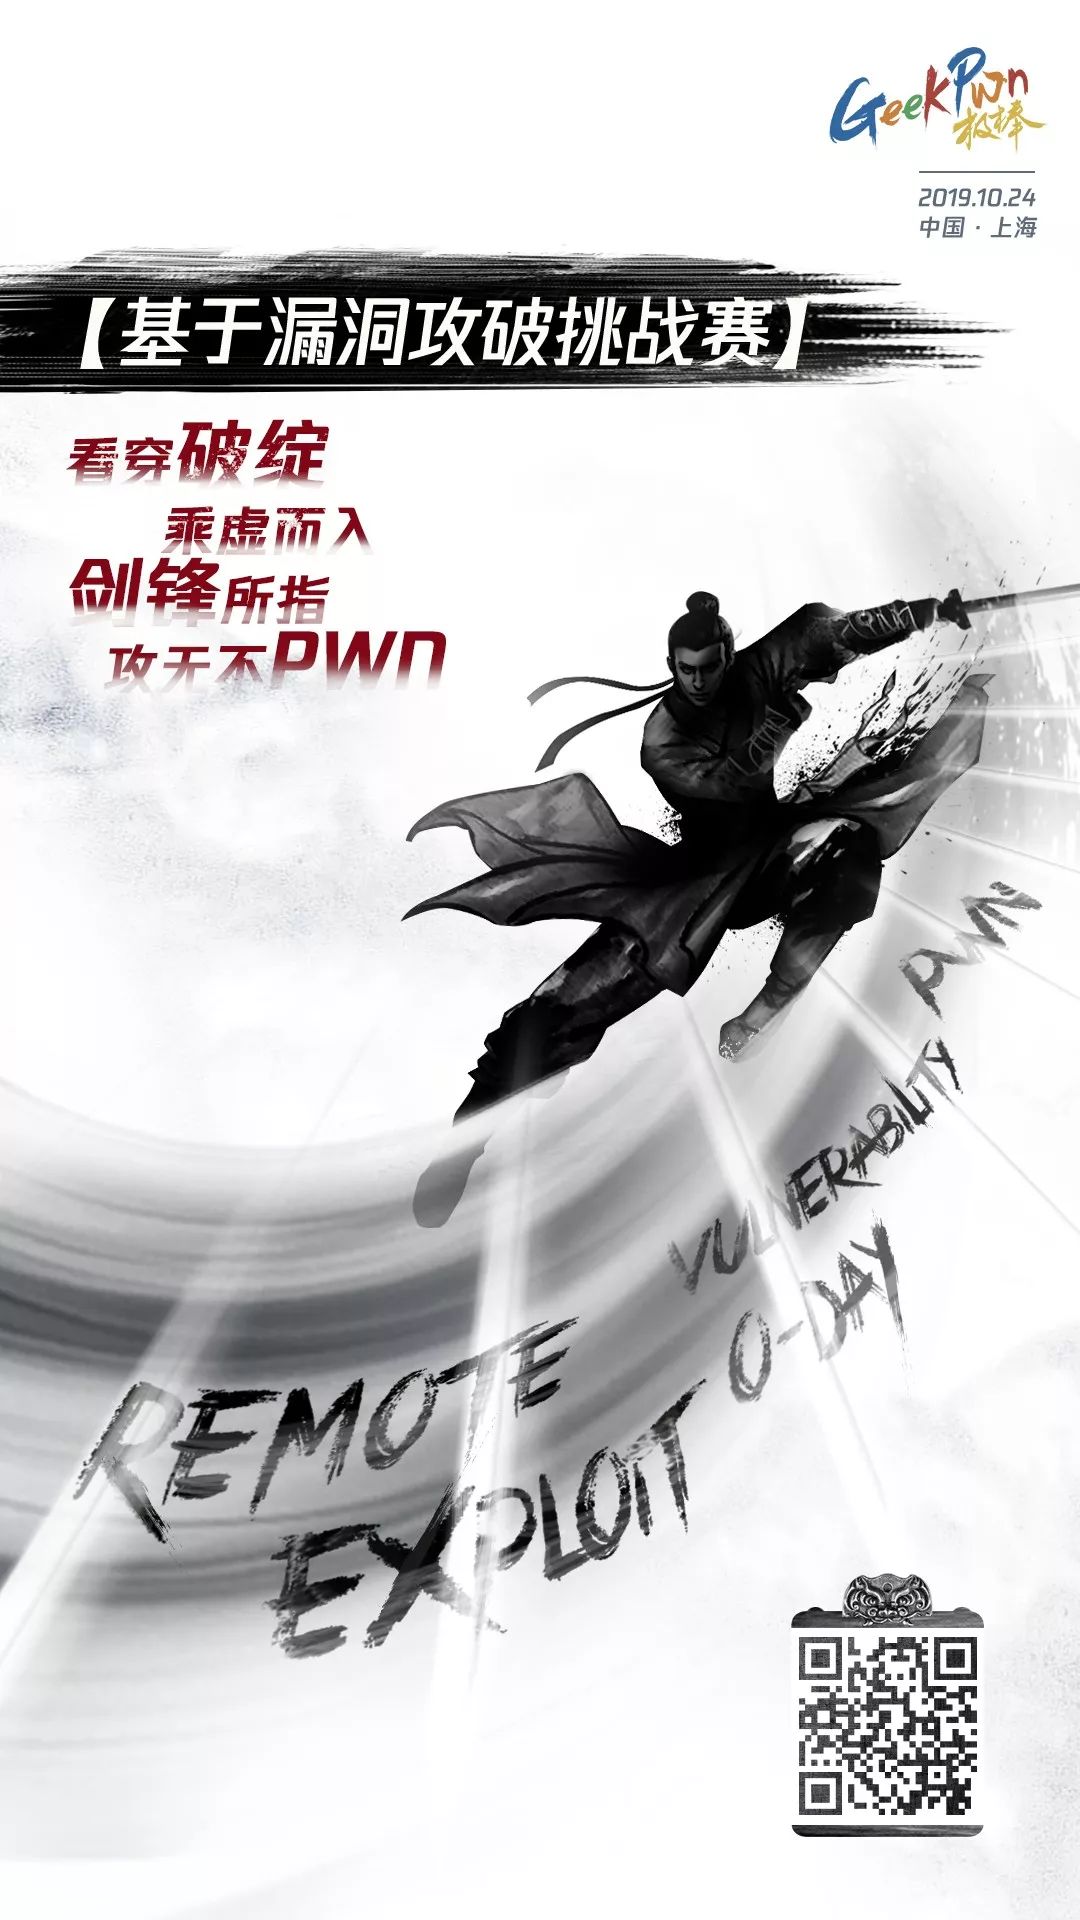 GeekPwn
极棒
2019.10.24
中国·上海
【基于漏洞攻破挑战赛】
看穿破绽
乘虚而入
剑锋所指
攻无不PWN
PWN
VULNERABILITY
0-DAY
REMOTE
EXPLOIT